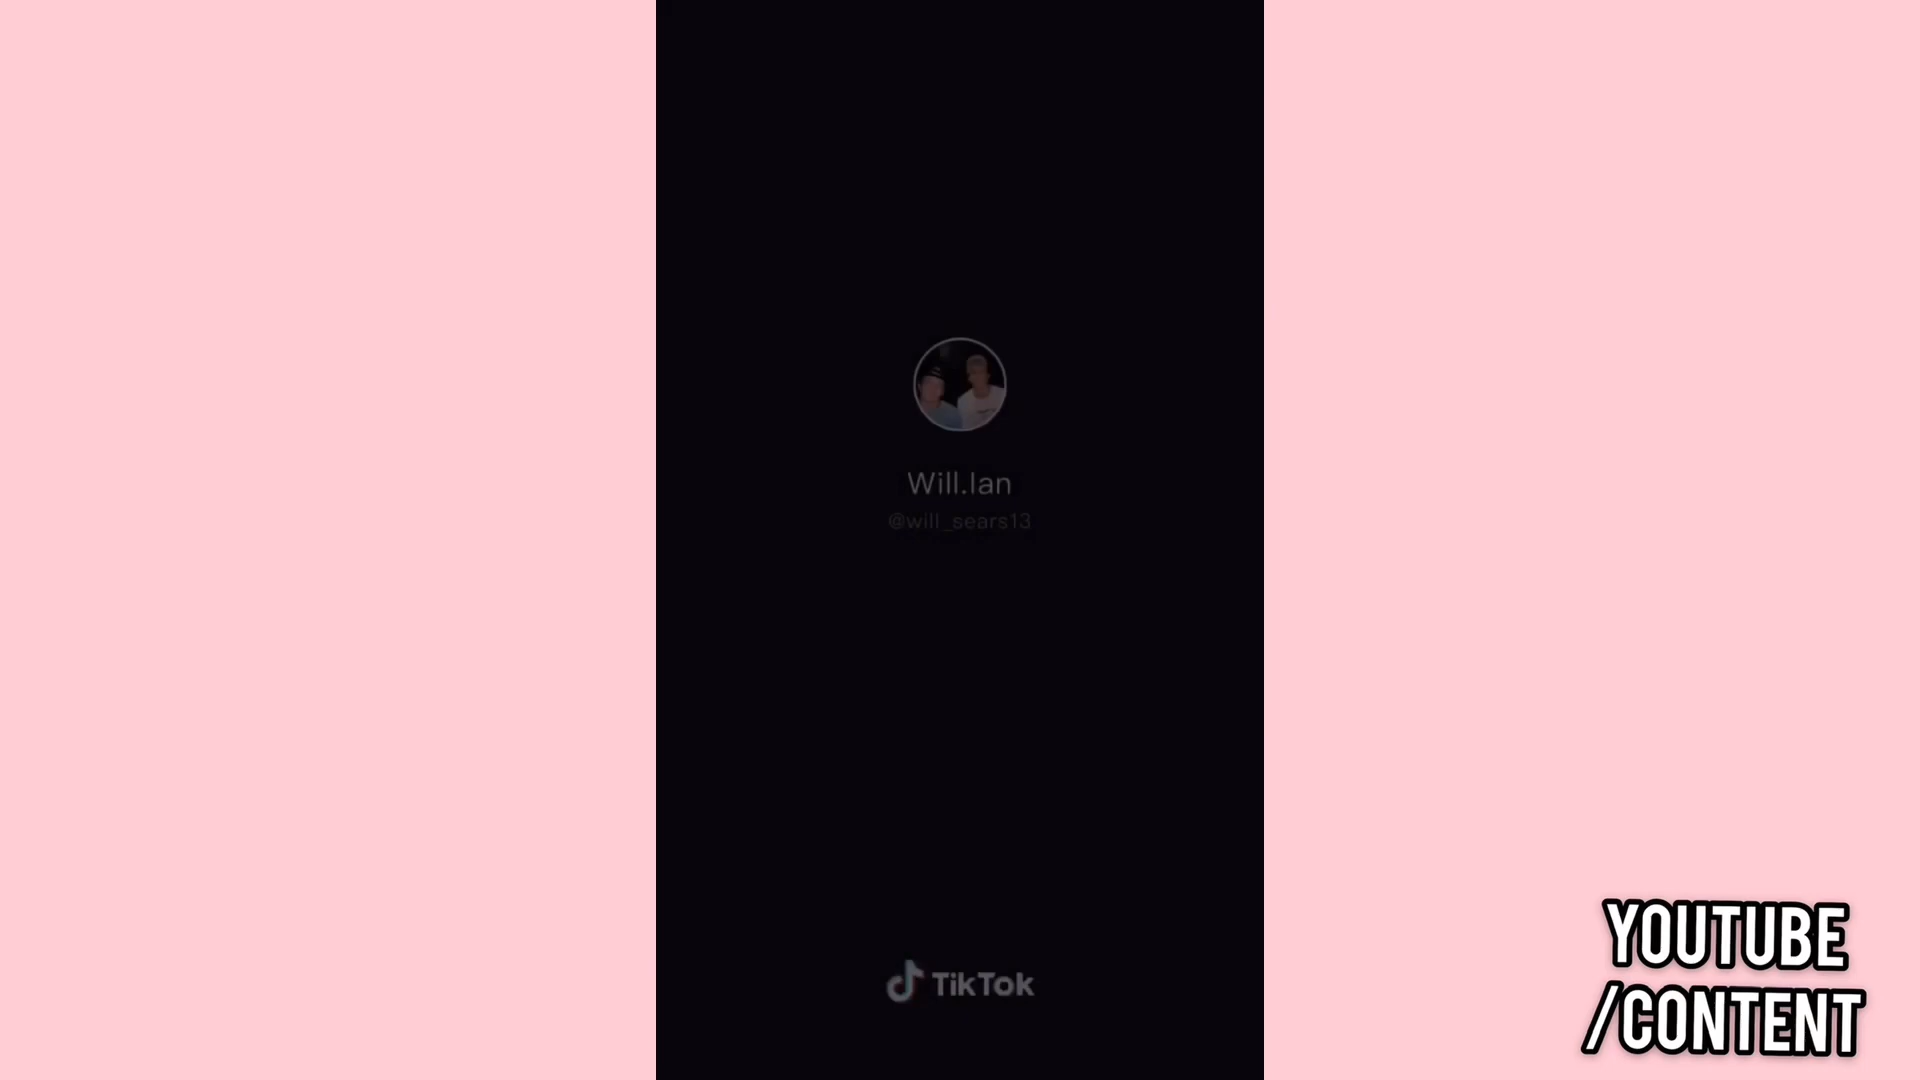 Will.Ian
@will_sears13
TikTok
YOUTUBE
/CONTENT